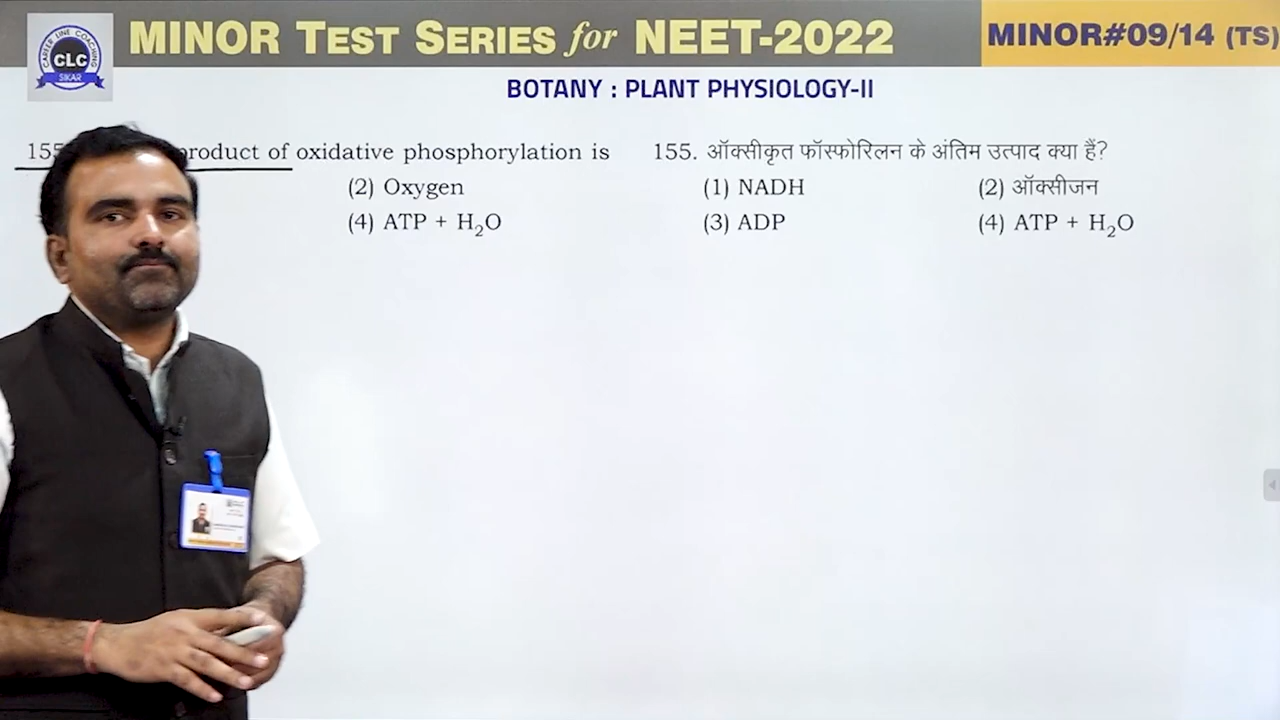 CAREER LINE COACHING
CLC
SIKAR
MINOR TEST SERIES for NEET-2022
MINOR#09/14 (TS)
BOTANY : PLANT PHYSIOLOGY-II
155 product of oxidative phosphorylation is
(2) Oxygen
(4) ATP + H₂O
155. ऑक्सीकृत फॉस्फोरिलन के अंतिम उत्पाद क्या हैं?
(1) NADH (2) ऑक्सीजन
(3) ADP (4) ATP + H₂O